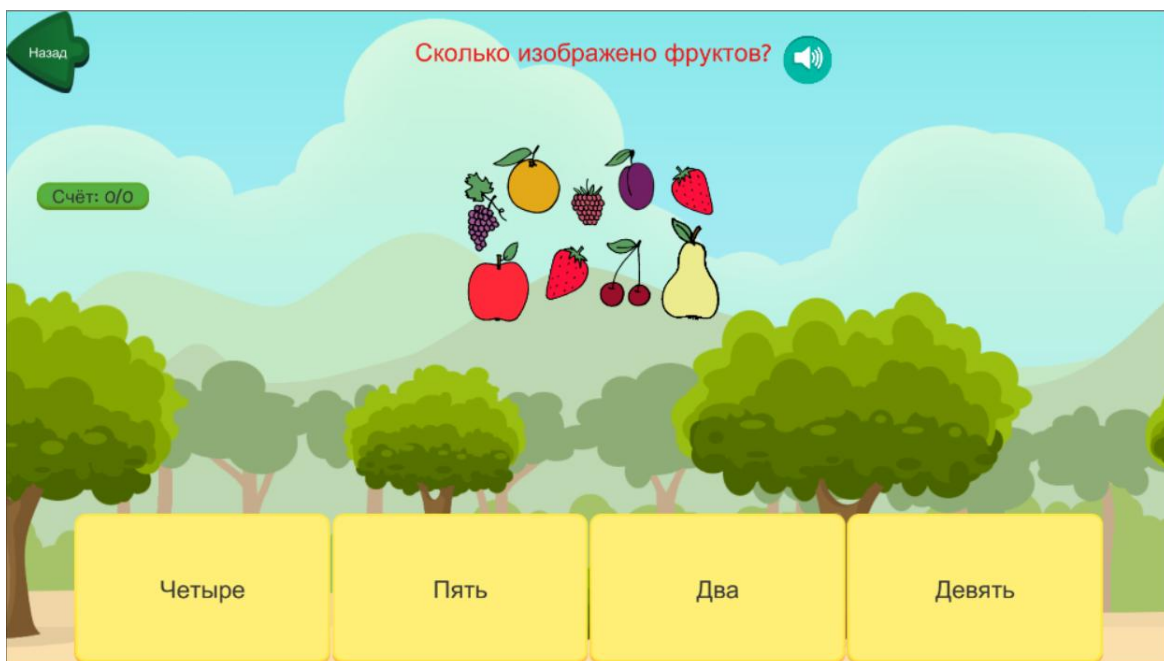 Назад
Сколько изображено фруктов?
Счёт: 0/0
Четыре
Пять
Два
Девять